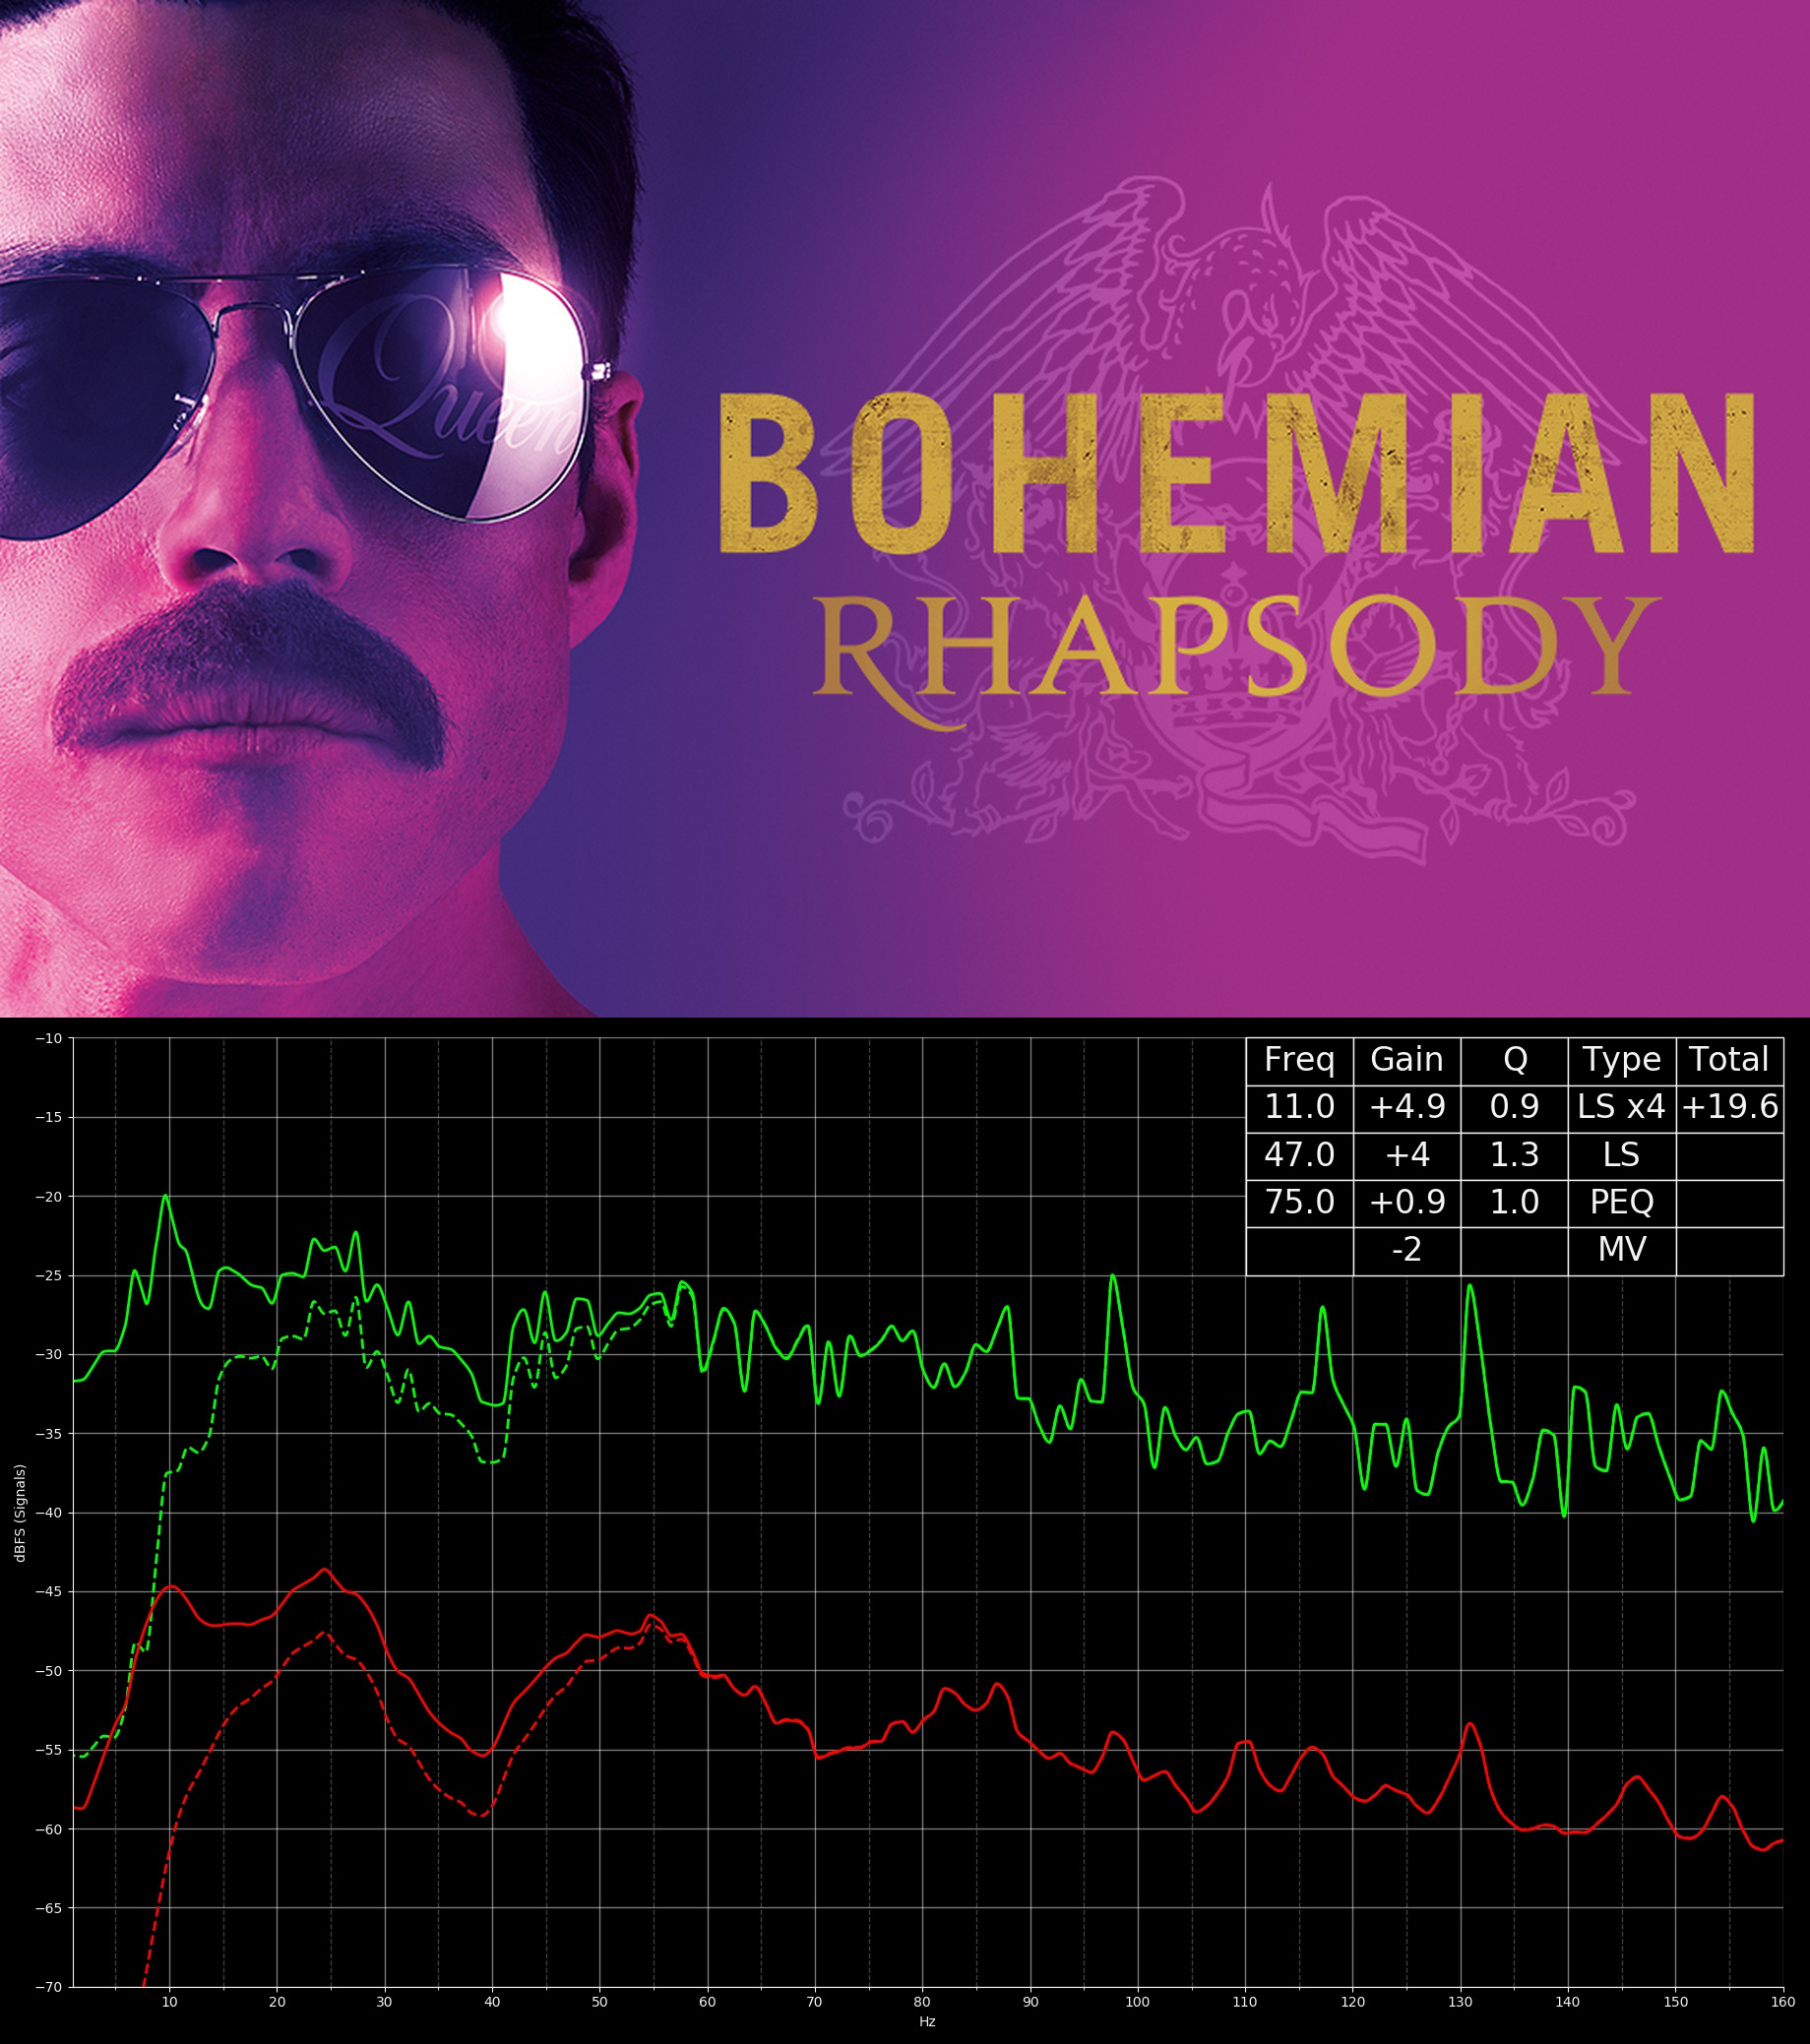 Queen
BOHEMIAN
RHAPSODY
Freq Gain Q Type Total
11.0 +4.9 0.9 LS x4 +19.6
47.0 +4 1.3 LS
75.0 +0.9 1.0 PEQ
-2 MV
−10
−15
−20
−25
−30
−35
−40
−45
−50
−55
−60
−65
−70
dBFS (Signals)
10 20 30 40 50 60 70 80 90 100 110 120 130 140 150 160
Hz